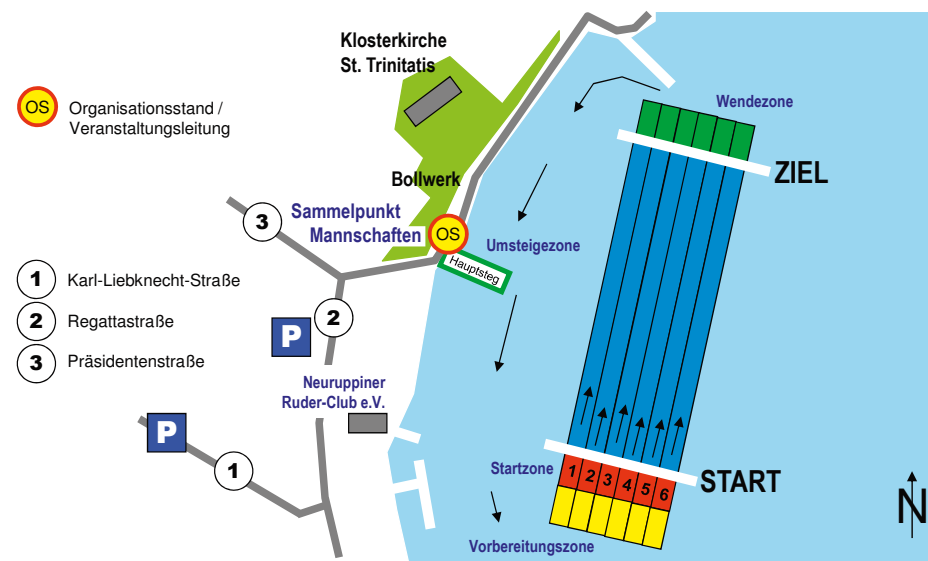 Klosterkirche
St. Trinitatis
OS
Organisationsstand /
Veranstaltungsleitung
Wendezone
ZIEL
Bollwerk
3
Sammelpunkt
Mannschaften
OS
Umsteigezone
Hauptsteg
1
Karl-Liebknecht-Straße
2
Regattastraße
3
Präsidentenstraße
P
2
Neuruppiner
Ruder-Club e.V.
P
1
Startzone
1 2 3 4 5 6
START
N
Vorbereitungszone